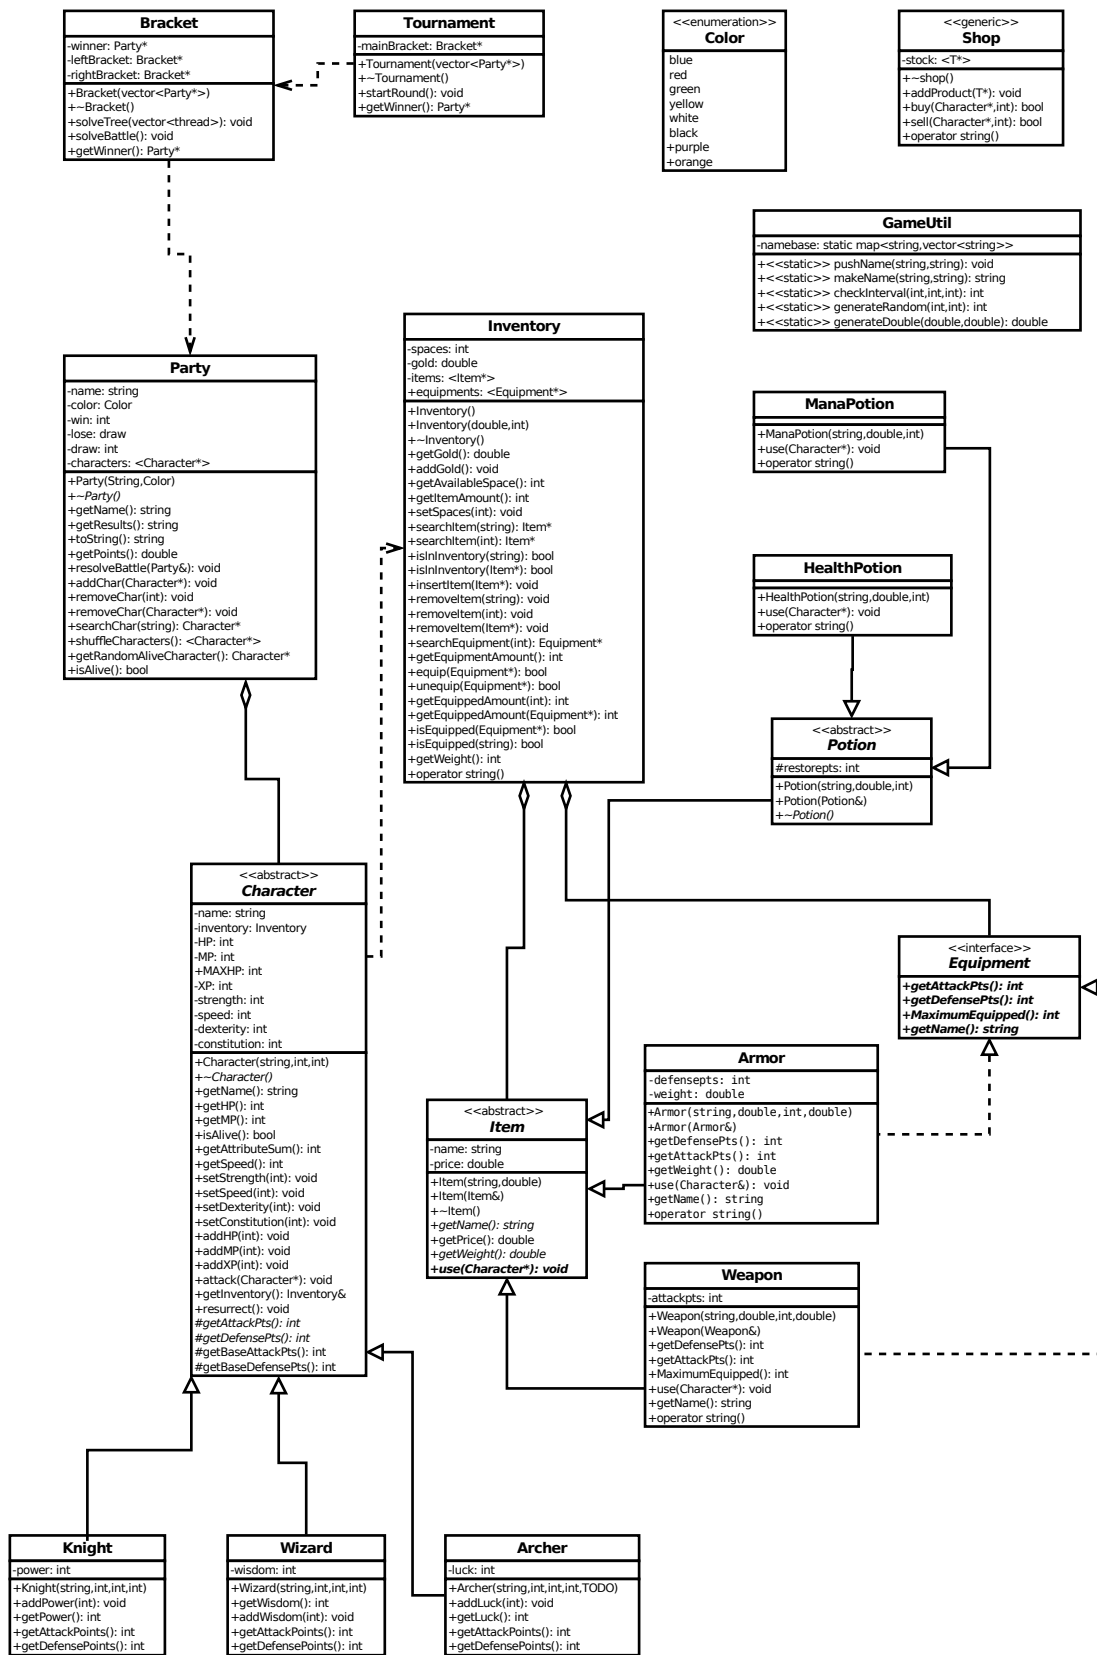 Bracket
-winner: Party*
-leftBracket: Bracket*
-rightBracket: Bracket*
+Bracket(vector<Party*>)
+~Bracket()
+solveTree(vector<thread>): void
+solveBattle(): void
+getWinner(): Party*
Tournament
-mainBracket: Bracket*
+Tournament(vector<Party*>)
+~Tournament()
+startRound(): void
+getWinner(): Party*
<<enumeration>>
Color
blue
red
green
yellow
white
black
+purple
+orange
<<generic>>
Shop
-stock: <T*>
+~shop()
+addProduct(T*): void
+buy(Character*,int): bool
+sell(Character*,int): bool
+operator string()
GameUtil
-namebase: static map<string,vector<string>>
+<<static>> pushName(string,string): void
+<<static>> makeName(string,string): string
+<<static>> checkInterval(int,int,int): int
+<<static>> generateRandom(int,int): int
+<<static>> generateDouble(double,double): double
Party
-name: string
-color: Color
-win: int
-lose: draw
-draw: int
-characters: <Character*>
+Party(String,Color)
+~Party()
+getName(): string
+getResults(): string
+toString(): string
+getPoints(): double
+resolveBattle(Party&): void
+addChar(Character*): void
+removeChar(int): void
+removeChar(Character*): void
+searchChar(string): Character*
+shuffleCharacters(): <Character*>
+getRandomAliveCharacter(): Character*
+isAlive(): bool
Inventory
-spaces: int
-gold: double
-items: <Item*>
+equipments: <Equipment*>
+Inventory()
+Inventory(double,int)
+~Inventory()
+getGold(): double
+addGold(): void
+getAvailableSpace(): int
+getItemAmount(): int
+setSpaces(int): void
+searchItem(string): Item*
+searchItem(int): Item*
+isInInventory(string): bool
+isInInventory(Item*): bool
+insertItem(Item*): void
+removeItem(string): void
+removeItem(int): void
+removeItem(Item*): void
+searchEquipment(int): Equipment*
+getEquipmentAmount(): int
+equip(Equipment*): bool
+unequip(Equipment*): bool
+getEquippedAmount(int): int
+getEquippedAmount(Equipment*): int
+isEquipped(Equipment*): bool
+isEquipped(string): bool
+getWeight(): int
+operator string()
ManaPotion
+ManaPotion(string,double,int)
+use(Character*): void
+operator string()
HealthPotion
+HealthPotion(string,double,int)
+use(Character*): void
+operator string()
<<abstract>>
Potion
#restorepts: int
+Potion(string,double,int)
+Potion(Potion&)
+~Potion()
<<abstract>>
Character
-name: string
-inventory: Inventory
-HP: int
-MP: int
+MAXHP: int
-XP: int
-strength: int
-speed: int
-dexterity: int
-constitution: int
+Character(string,int,int)
+~Character()
+getName(): string
+getHP(): int
+getMP(): int
+isAlive(): bool
+getAttributeSum(): int
+getSpeed(): int
+setStrength(int): void
+setSpeed(int): void
+setDexterity(int): void
+setConstitution(int): void
+addHP(int): void
+addMP(int): void
+addXP(int): void
+attack(Character*): void
+getInventory(): Inventory&
+resurrect(): void
#getAttackPts(): int
#getDefensePts(): int
#getBaseAttackPts(): int
#getBaseDefensePts(): int
<<interface>>
Equipment
+getAttackPts(): int
+getDefensePts(): int
+MaximumEquipped(): int
+getName(): string
<<abstract>>
Item
-name: string
-price: double
+Item(string,double)
+Item(Item&)
+~Item()
+getName(): string
+getPrice(): double
+getWeight(): double
+use(Character*): void
Armor
-defensepts: int
-weight: double
+Armor(string,double,int,double)
+Armor(Armor&)
+getDefensePts(): int
+getAttackPts(): int
+getWeight(): double
+use(Character&): void
+getName(): string
+operator string()
Weapon
-attackpts: int
+Weapon(string,double,int,double)
+Weapon(Weapon&)
+getDefensePts(): int
+getAttackPts(): int
+MaximumEquipped(): int
+use(Character*): void
+getName(): string
+operator string()
Knight
-power: int
+Knight(string,int,int,int)
+addPower(int): void
+getPower(): int
+getAttackPoints(): int
+getDefensePoints(): int
Wizard
-wisdom: int
+Wizard(string,int,int,int)
+getWisdom(): int
+addWisdom(int): void
+getAttackPoints(): int
+getDefensePoints(): int
Archer
-luck: int
+Archer(string,int,int,int,TODO)
+addLuck(int): void
+getLuck(): int
+getAttackPoints(): int
+getDefensePoints(): int